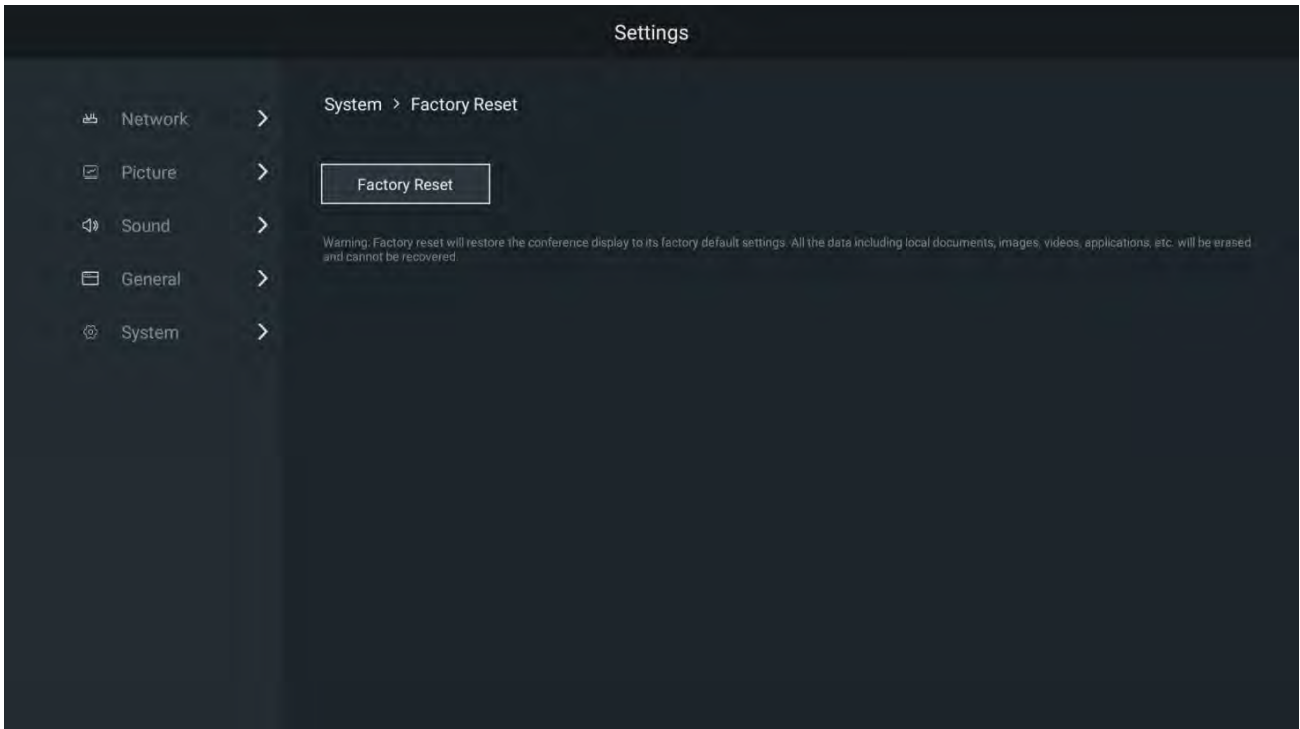 Settings
Network
Picture
Sound
General
System
System > Factory Reset
Factory Reset
Warning: Factory reset will restore the conference display to its factory default settings. All the data including local documents, images, videos, applications, etc. will be erased
and cannot be recovered.